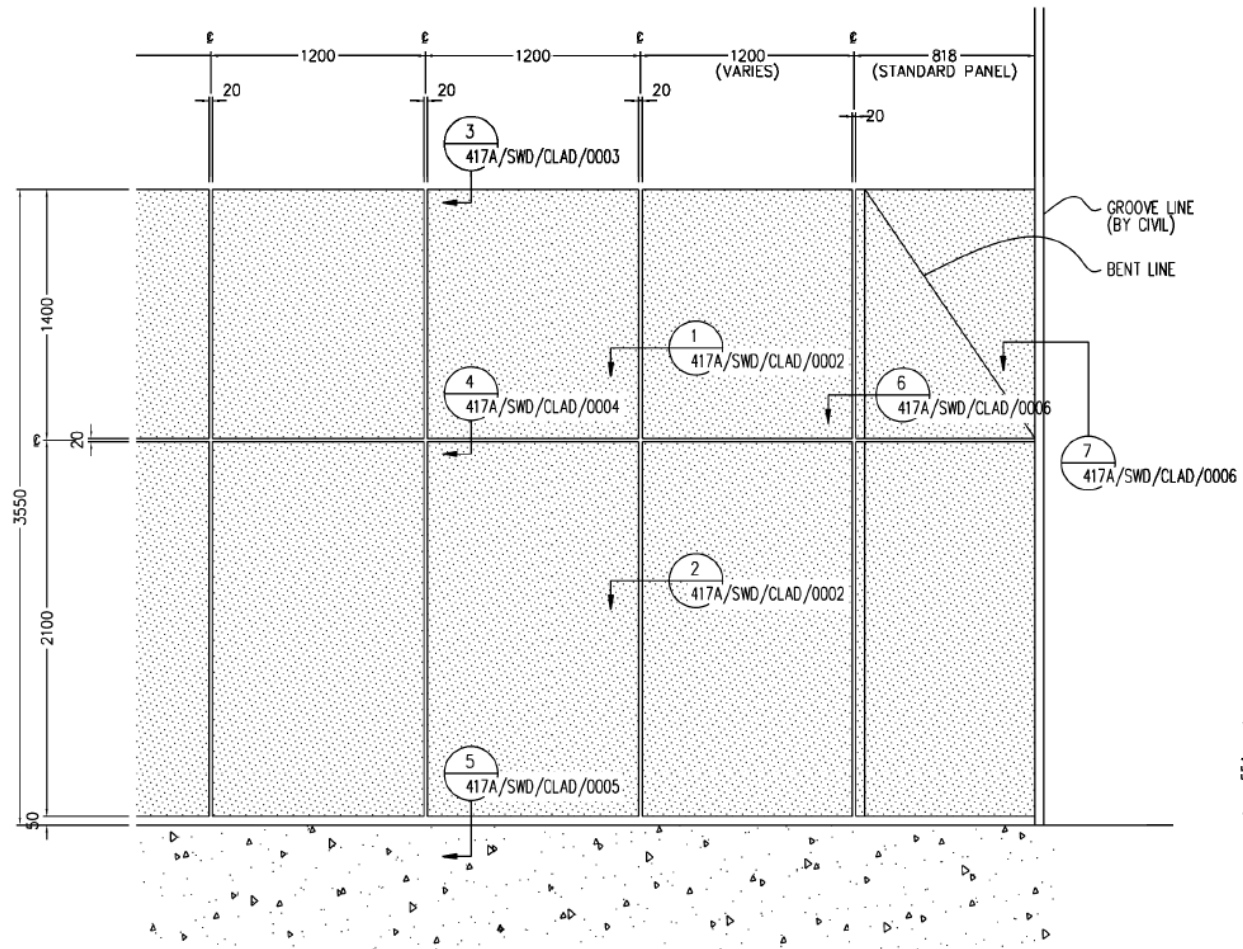 ℄ ℄ ℄ ℄
1200 1200 1200 818
(VARIES) (STANDARD PANEL)
20 20 20 20
3
417A/SWD/CLAD/0003
GROOVE LINE
(BY CIVIL)
BENT LINE
1400
1
417A/SWD/CLAD/0002
4
417A/SWD/CLAD/0004
6
417A/SWD/CLAD/0006
℄ 20
7
417A/SWD/CLAD/0006
3550
2
417A/SWD/CLAD/0002
2100
5
417A/SWD/CLAD/0005
50